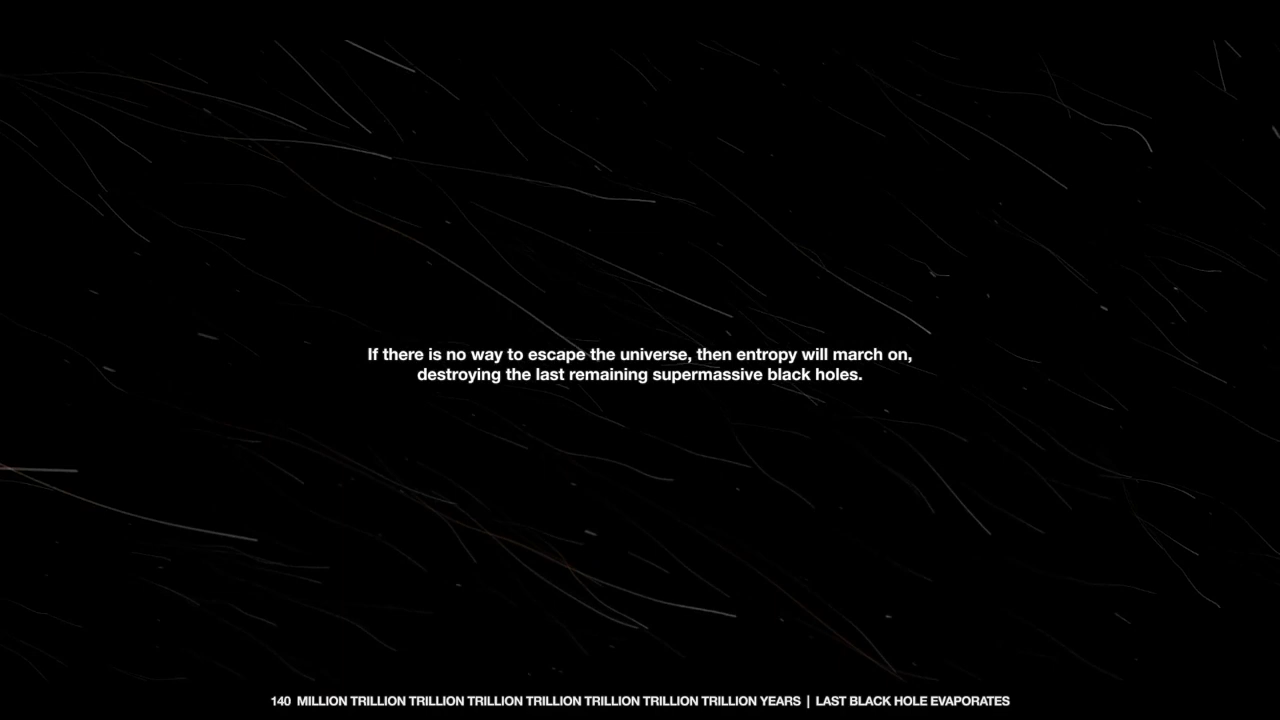 If there is no way to escape the universe, then entropy will march on,
destroying the last remaining supermassive black holes.
140 MILLION TRILLION TRILLION TRILLION TRILLION TRILLION TRILLION TRILLION YEARS | LAST BLACK HOLE EVAPORATES